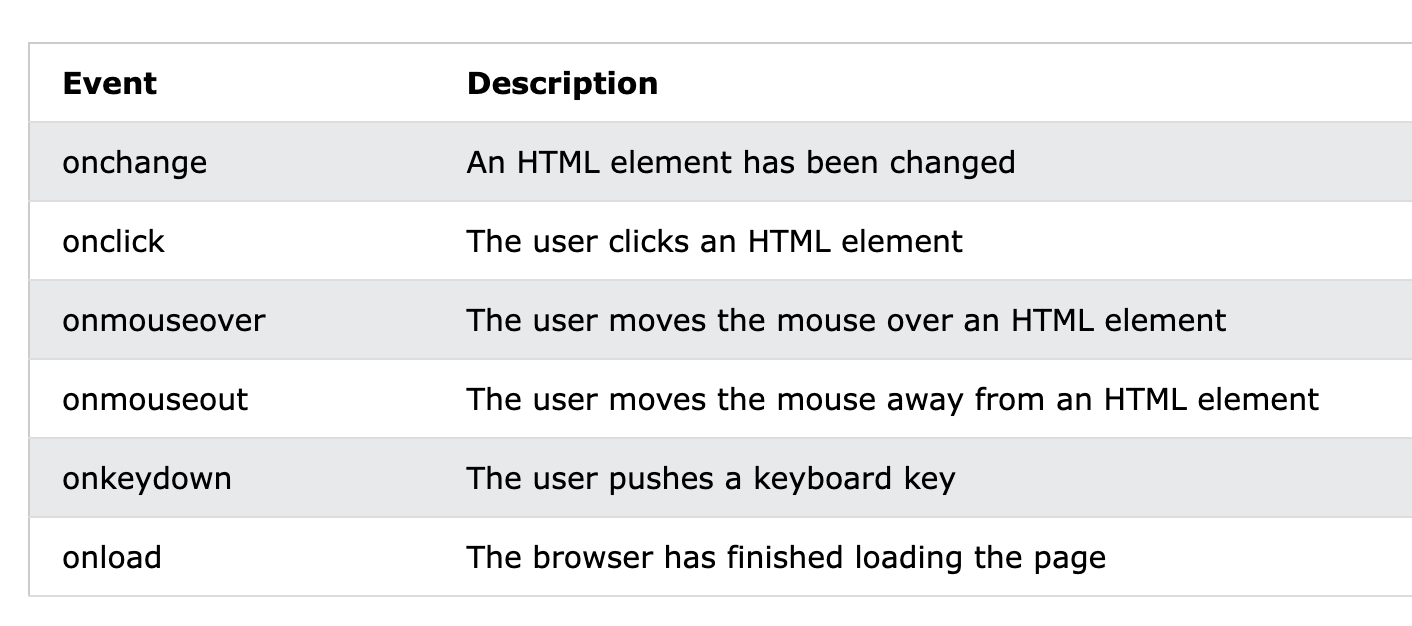 Event Description
onchange An HTML element has been changed
onclick The user clicks an HTML element
onmouseover The user moves the mouse over an HTML element
onmouseout The user moves the mouse away from an HTML element
onkeydown The user pushes a keyboard key
onload The browser has finished loading the page